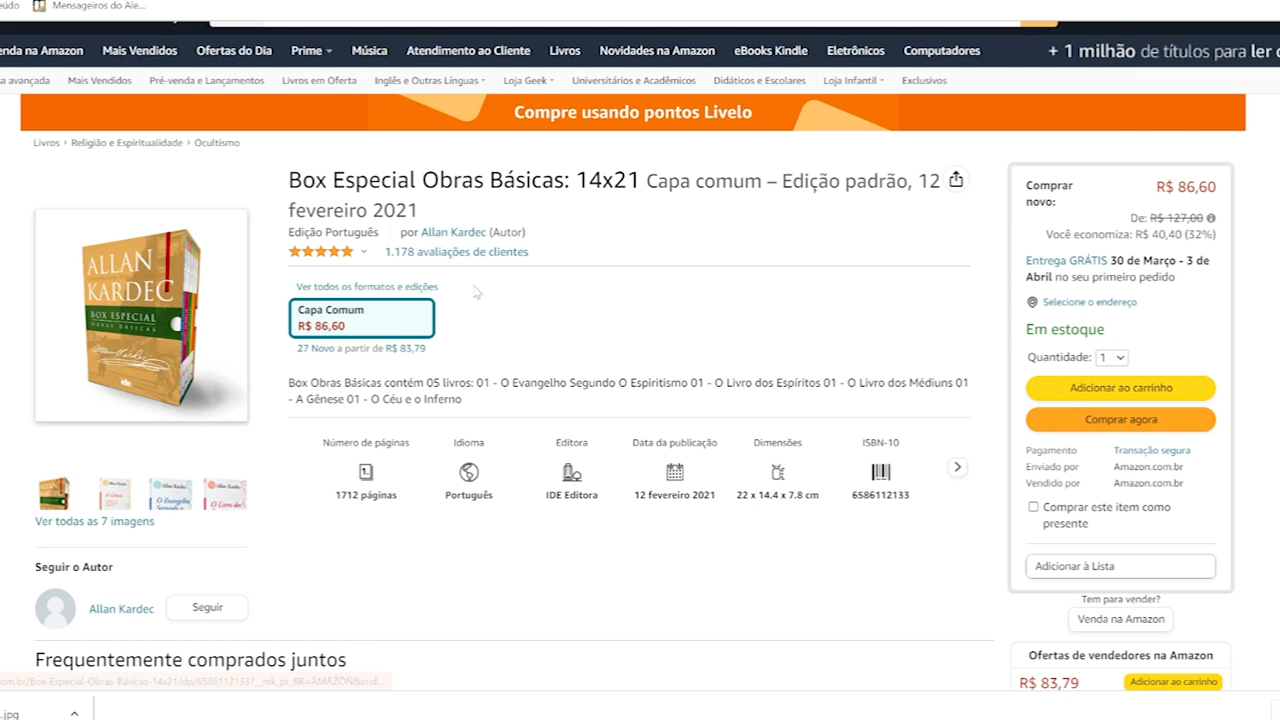 Mensageiros do Ale...
enda na Amazon Mais Vendidos Ofertas do Dia Prime Música Atendimento ao Cliente Livros Novidades na Amazon eBooks Kindle Eletrônicos Computadores + 1 milhão de títulos para ler
a avançada Mais Vendidos Pré-venda e Lançamentos Livros em Oferta Inglês e Outras Línguas Loja Geek Universitários e Acadêmicos Didáticos e Escolares Loja Infantil Exclusivos
Compre usando pontos Livelo
Livros › Religião e Espiritualidade › Ocultismo
Box Especial Obras Básicas: 14x21 Capa comum – Edição padrão, 12
fevereiro 2021
Edição Português por Allan Kardec (Autor)
1.178 avaliações de clientes
Ver todos os formatos e edições
Capa Comum
R$ 86,60
27 Novo a partir de R$ 83,79
Box Obras Básicas contém 05 livros: 01 - O Evangelho Segundo O Espiritismo 01 - O Livro dos Espíritos 01 - O Livro dos Médiuns 01
- A Gênese 01 - O Céu e o Inferno
Número de páginas
1712 páginas
Idioma
Português
Editora
IDE Editora
Data da publicação
12 fevereiro 2021
Dimensões
22 x 14.4 x 7.8 cm
ISBN-10
6586112133
ALLAN
KARDEC
BOX ESPECIAL
OBRAS BÁSICAS
ide
Ver todas as 7 imagens
Seguir o Autor
Allan Kardec
Seguir
Frequentemente comprados juntos
Comprar
novo:
R$ 86,60
De: R$ 127,00
Você economiza: R$ 40,40 (32%)
Entrega GRÁTIS 30 de Março - 3 de
Abril no seu primeiro pedido
Selecione o endereço
Em estoque
Quantidade: 1
Adicionar ao carrinho
Comprar agora
Pagamento Transação segura
Enviado por Amazon.com.br
Vendido por Amazon.com.br
Comprar este item como
presente
Adicionar à Lista
Tem para vender?
Venda na Amazon
Ofertas de vendedores na Amazon
R$ 83,79
Adicionar ao carrinho
.jpg